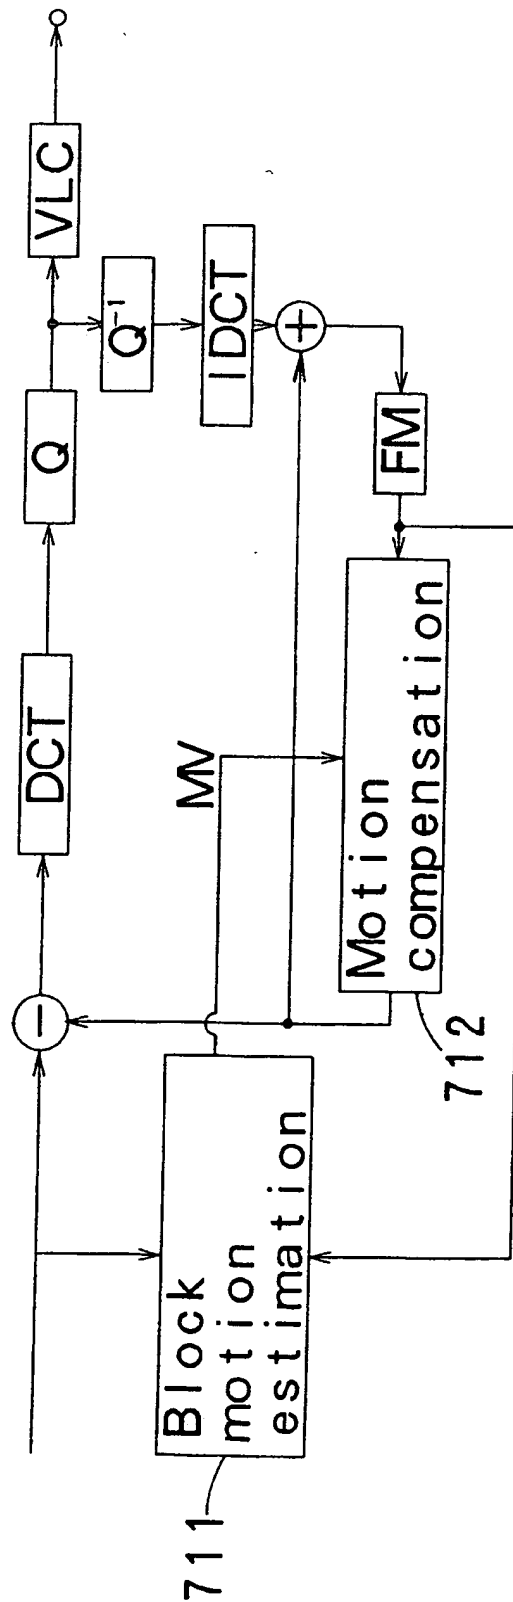 DCT
Q
VLC
Q⁻¹
IDCT
MV
FM
Block
motion
estimation
711
Motion
compensation
712